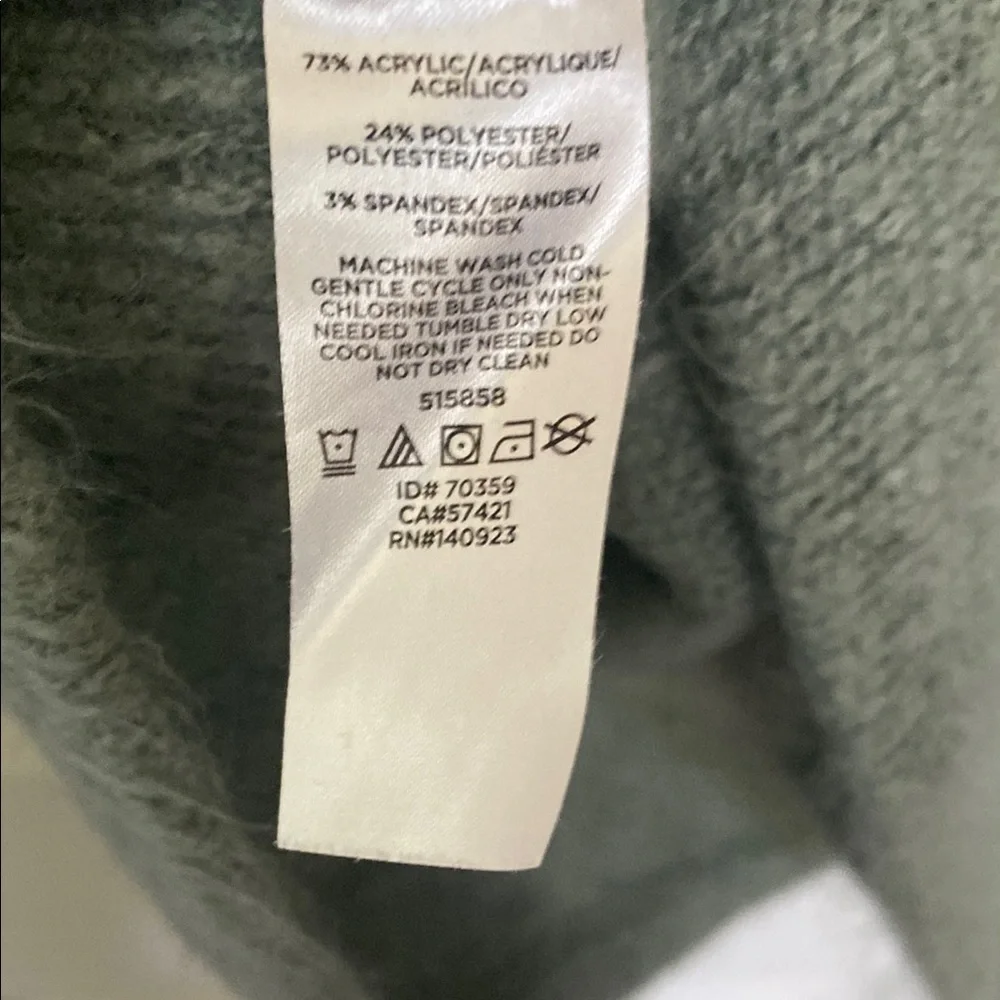 73% ACRYLIC/ACRYLIQUE/
ACRÍLICO
24% POLYESTER/
POLYESTER/POLIÉSTER
3% SPANDEX/SPANDEX/
SPANDEX
MACHINE WASH COLD
GENTLE CYCLE ONLY NON-
CHLORINE BLEACH WHEN
NEEDED TUMBLE DRY LOW
COOL IRON IF NEEDED DO
NOT DRY CLEAN
515858
ID# 70359
CA#57421
RN#140923